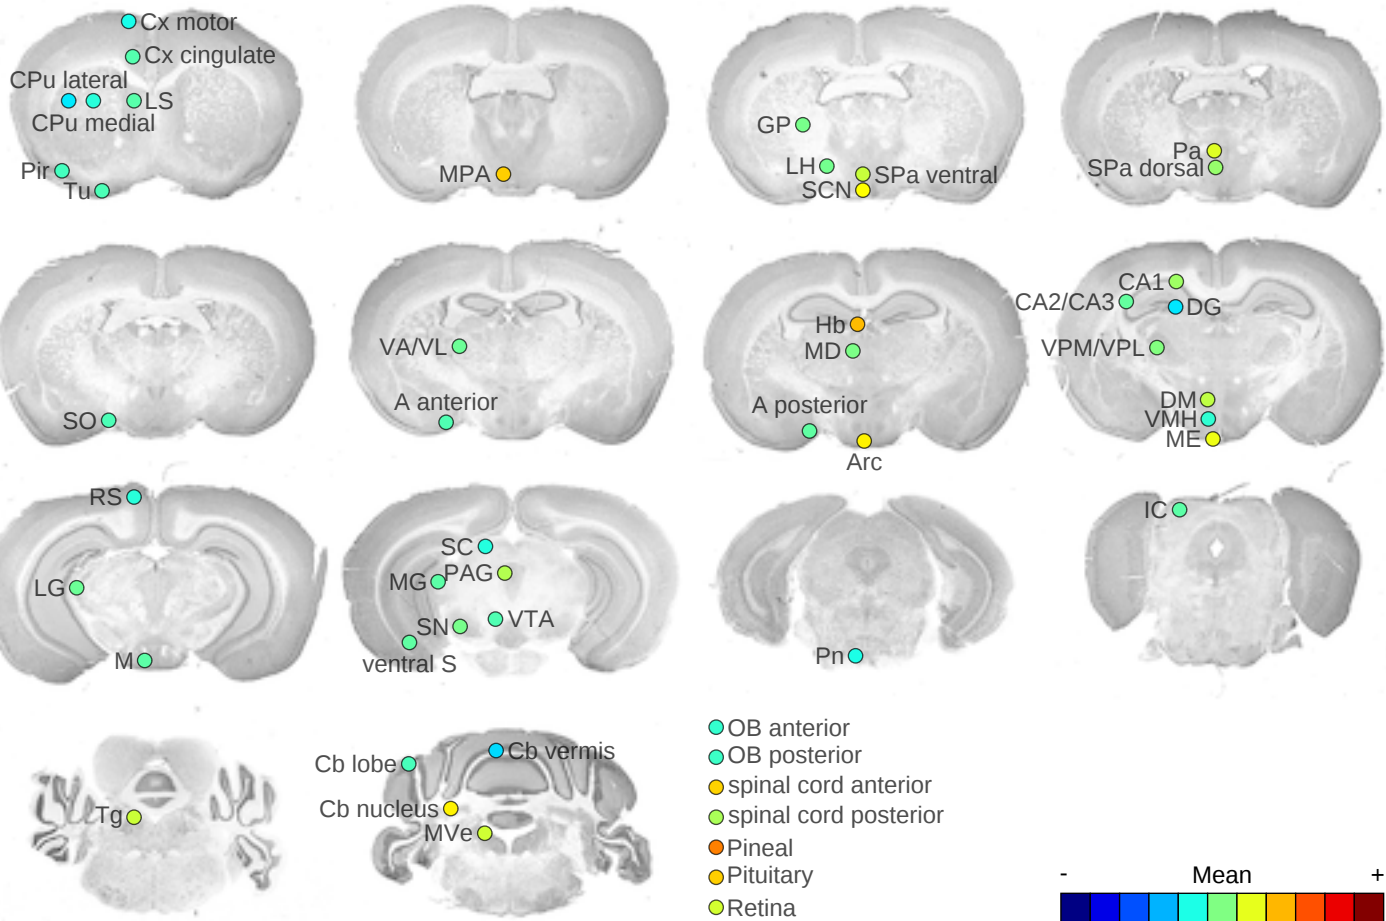 Cx motor
Cx cingulate
CPu lateral
LS
CPu medial
Pir
Tu
MPA
GP
LH
SPa ventral
SCN
Pa
SPa dorsal
SO
VA/VL
A anterior
Hb
MD
A posterior
Arc
CA1
CA2/CA3
DG
VPM/VPL
DM
VMH
ME
RS
LG
M
SC
MG
PAG
SN
VTA
ventral S
Pn
IC
Tg
Cb lobe
Cb vermis
Cb nucleus
MVe
OB anterior
OB posterior
spinal cord anterior
spinal cord posterior
Pineal
Pituitary
Retina
- Mean +